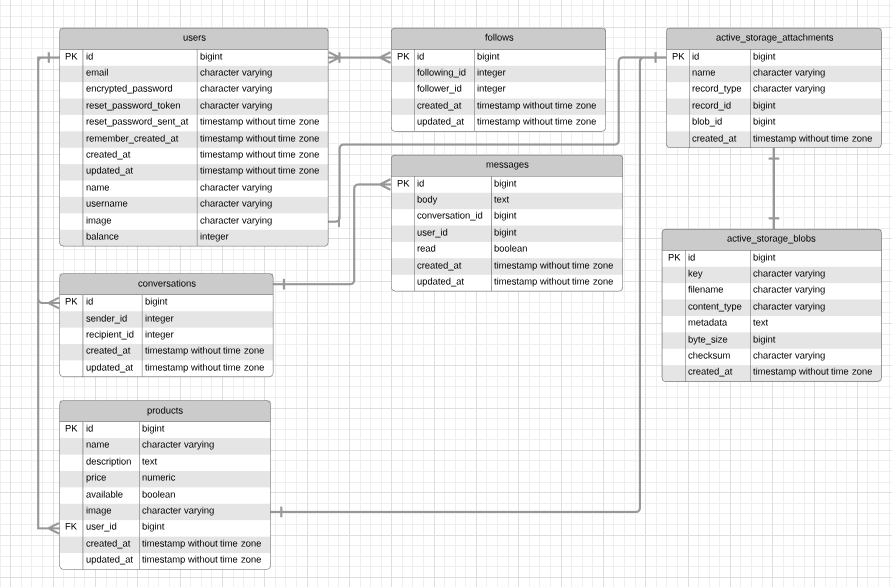 users
PK id bigint
email character varying
encrypted_password character varying
reset_password_token character varying
reset_password_sent_at timestamp without time zone
remember_created_at timestamp without time zone
created_at timestamp without time zone
updated_at timestamp without time zone
name character varying
username character varying
image character varying
balance integer
follows
PK id bigint
following_id integer
follower_id integer
created_at timestamp without time zone
updated_at timestamp without time zone
active_storage_attachments
PK id bigint
name character varying
record_type character varying
record_id bigint
blob_id bigint
created_at timestamp without time zone
messages
PK id bigint
body text
conversation_id bigint
user_id bigint
read boolean
created_at timestamp without time zone
updated_at timestamp without time zone
active_storage_blobs
PK id bigint
key character varying
filename character varying
content_type character varying
metadata text
byte_size bigint
checksum character varying
created_at timestamp without time zone
conversations
PK id bigint
sender_id integer
recipient_id integer
created_at timestamp without time zone
updated_at timestamp without time zone
products
PK id bigint
name character varying
description text
price numeric
available boolean
image character varying
FK user_id bigint
created_at timestamp without time zone
updated_at timestamp without time zone